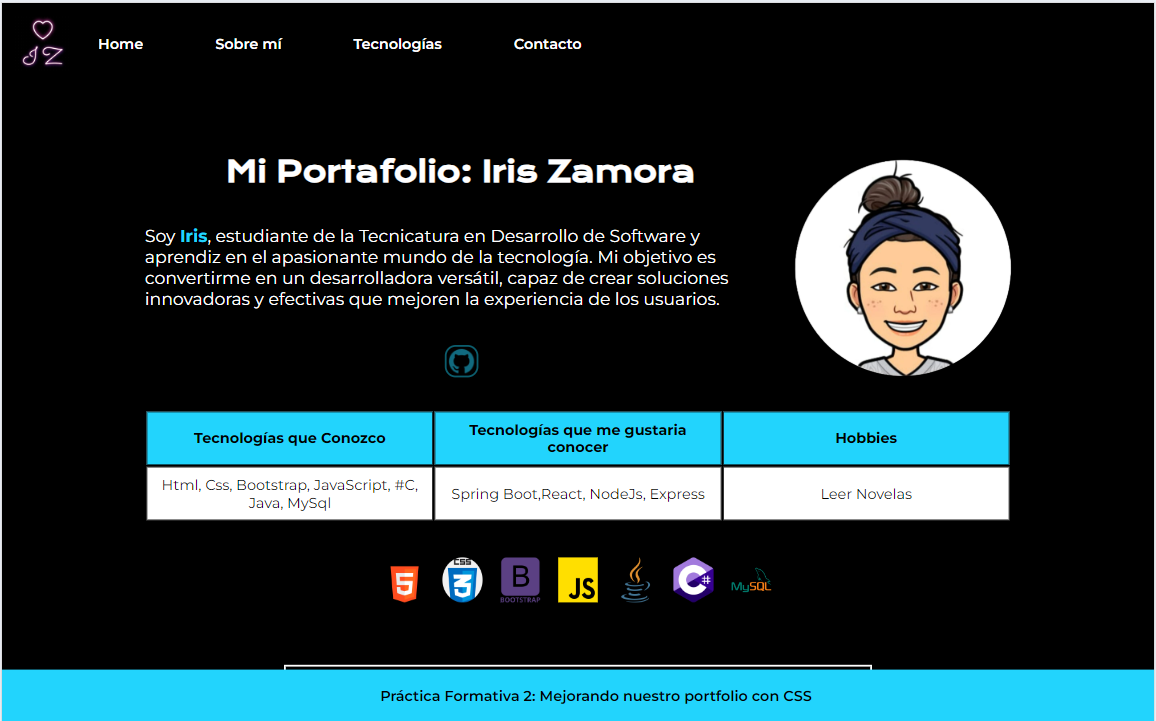 IZ
Home Sobre mí Tecnologías Contacto
Mi Portafolio: Iris Zamora
Soy Iris, estudiante de la Tecnicatura en Desarrollo de Software y
aprendiz en el apasionante mundo de la tecnología. Mi objetivo es
convertirme en un desarrolladora versátil, capaz de crear soluciones
innovadoras y efectivas que mejoren la experiencia de los usuarios.
Tecnologías que Conozco
Tecnologías que me gustaria
conocer
Hobbies
Html, Css, Bootstrap, JavaScript, #C,
Java, MySql
Spring Boot,React, NodeJs, Express
Leer Novelas
5
CSS
3
B
BOOTSTRAP
JS
C#
MySQL
Práctica Formativa 2: Mejorando nuestro portfolio con CSS